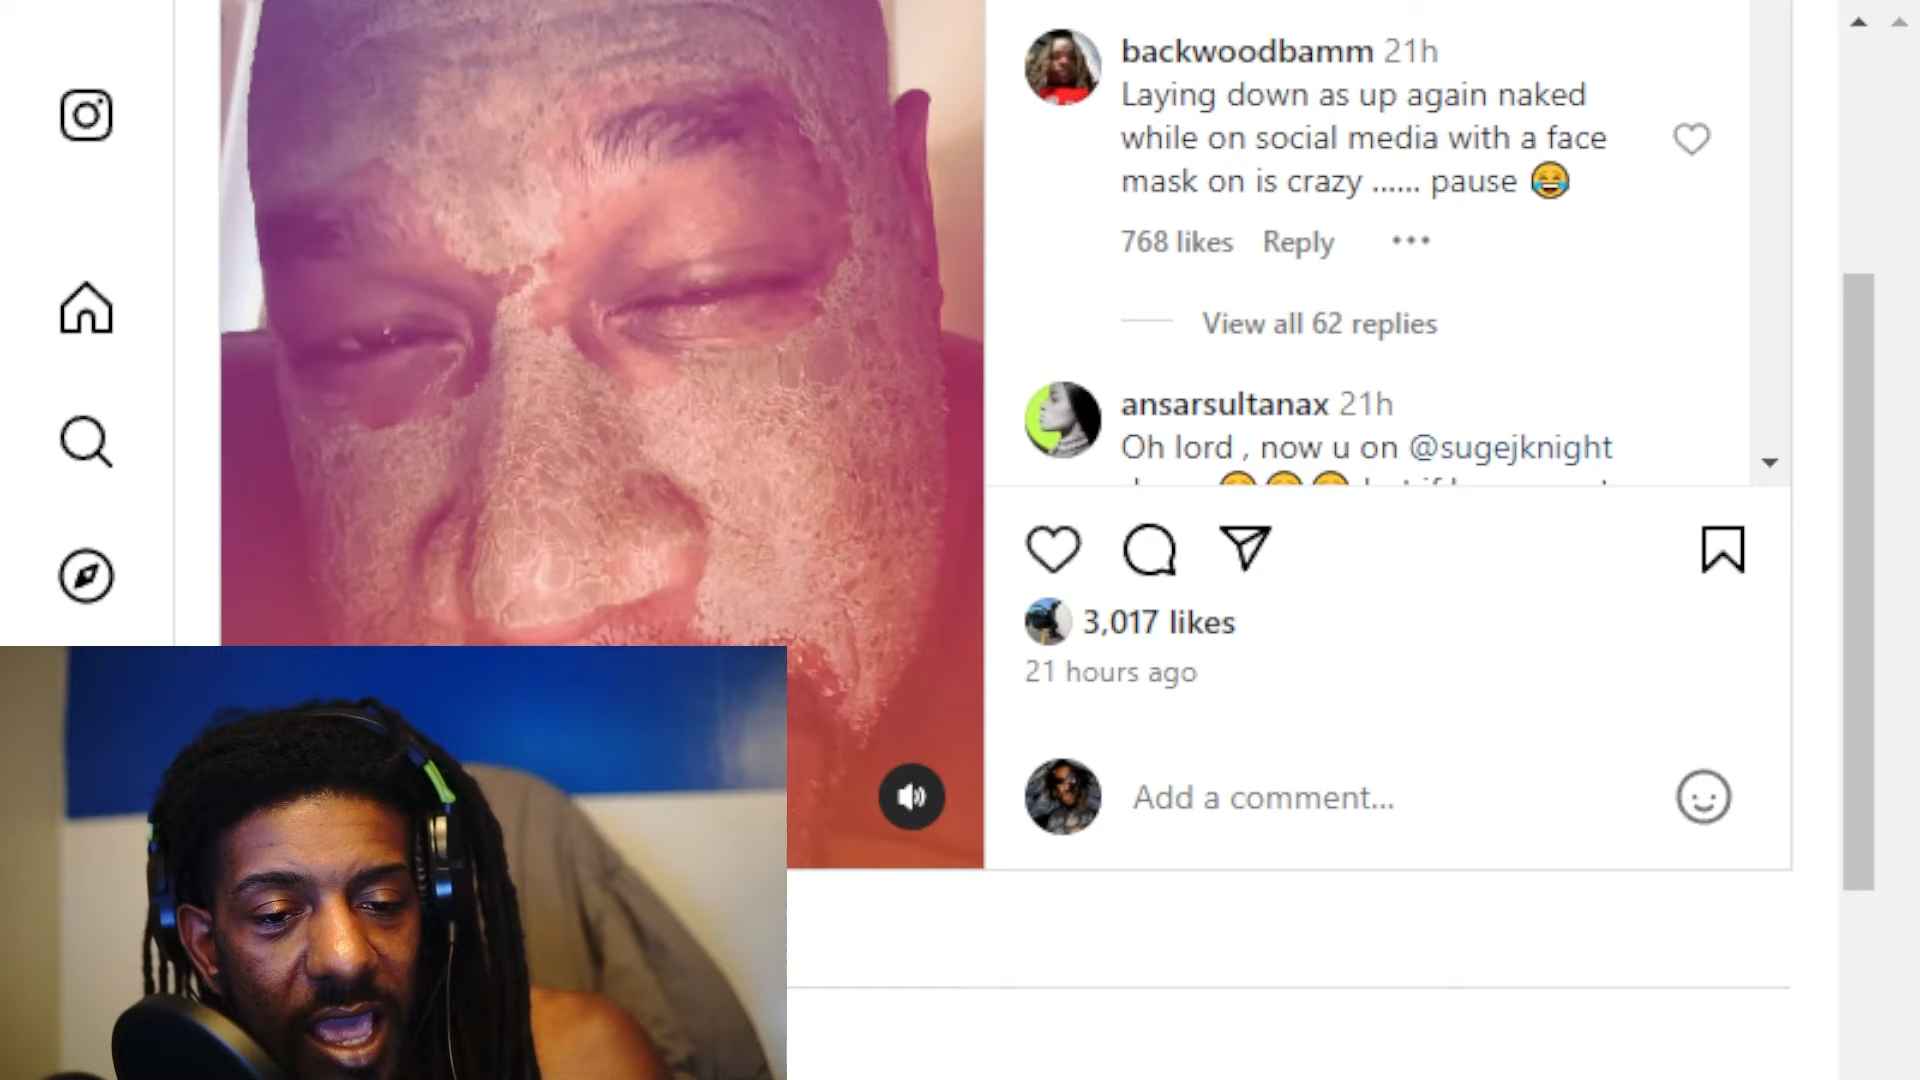 backwoodbamm 21h
Laying down as up again naked
while on social media with a face
mask on is crazy ...... pause 😂
768 likes Reply
View all 62 replies
ansarsultanax 21h
Oh lord , now u on @sugejknight
3,017 likes
21 hours ago
Add a comment...